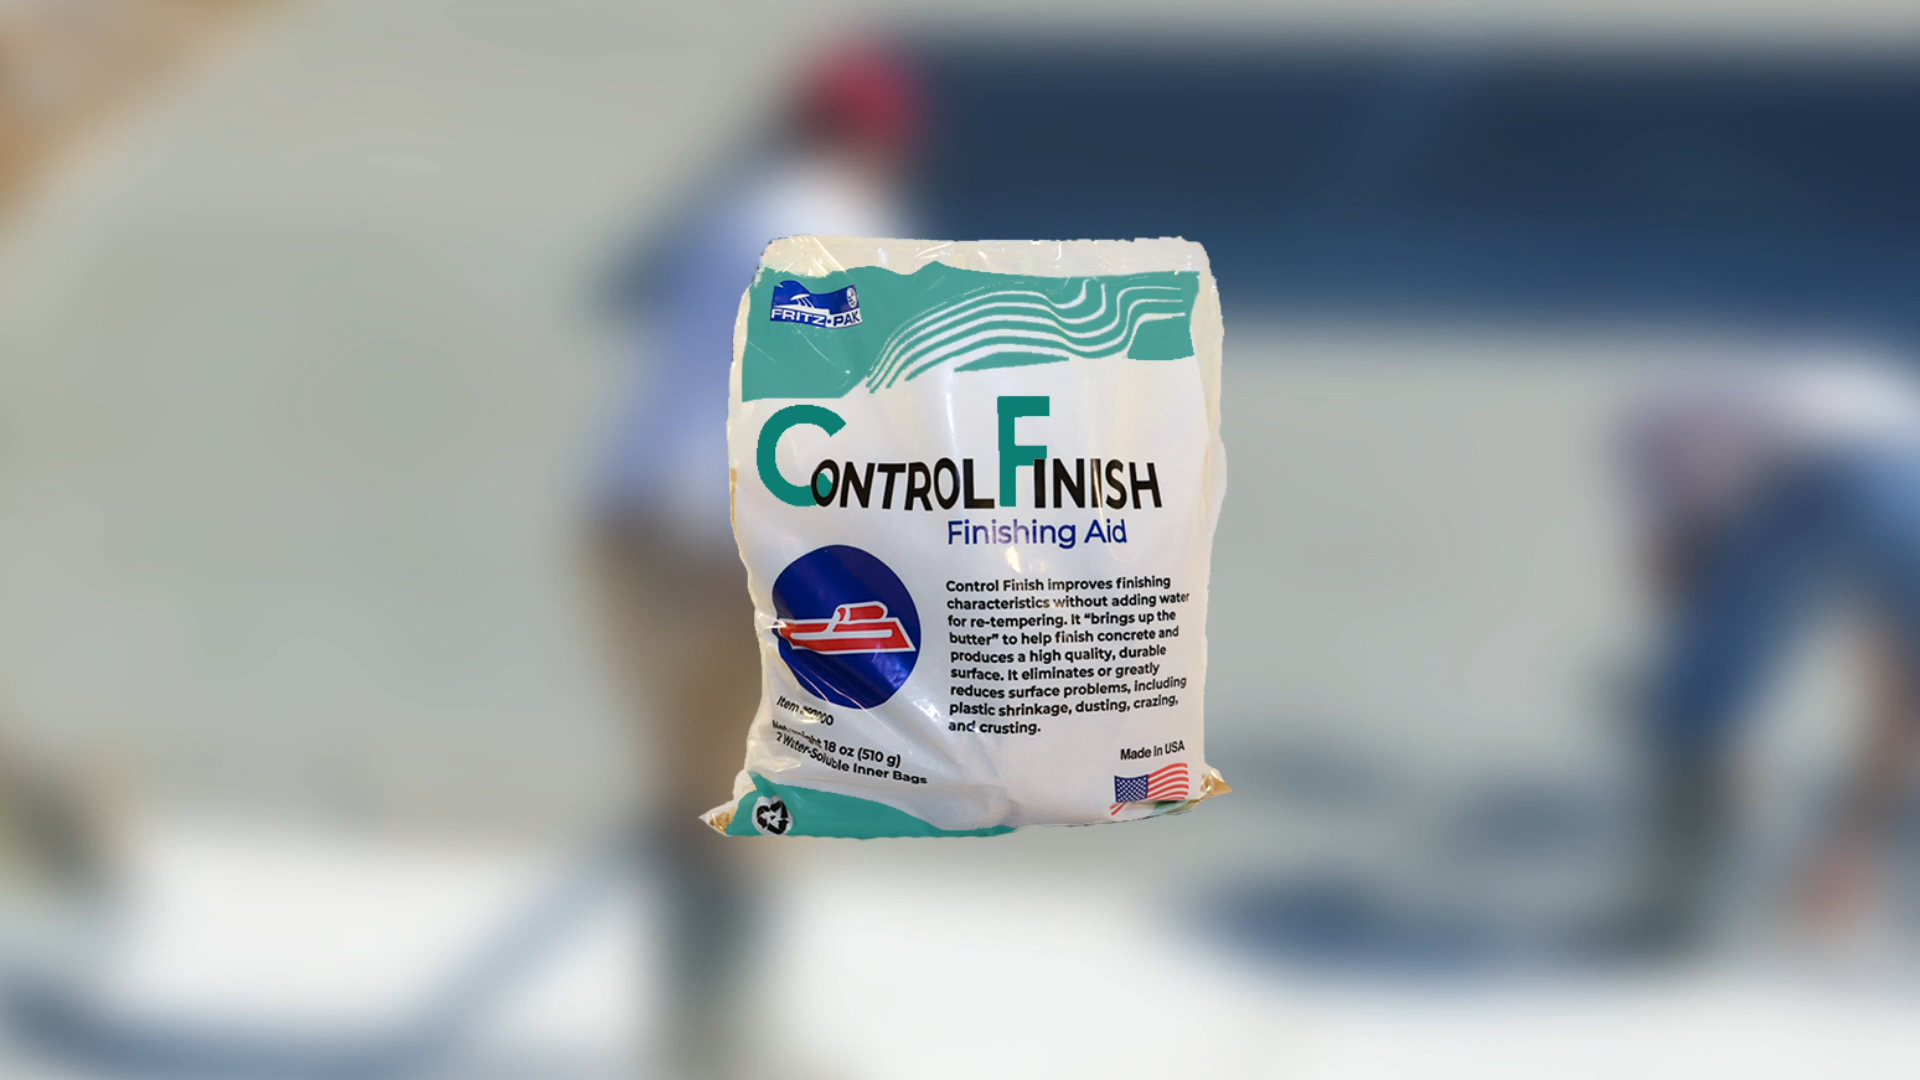 FRITZ-PAK
CONTROL FINISH
Finishing Aid
Control Finish improves finishing
characteristics without adding water
for re-tempering. It “brings up the
butter” to help finish concrete and
produces a high quality, durable
surface. It eliminates or greatly
reduces surface problems, including
plastic shrinkage, dusting, crazing,
and crusting.
Item
18 oz (510 g)
2 Water-Soluble Inner Bags
Made In USA